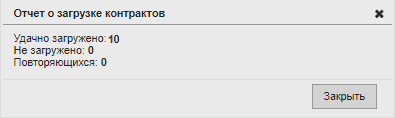 Отчет о загрузке контрактов
Удачно загружено: 10
Не загружено: 0
Повторяющихся: 0
Закрыть